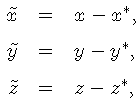 x̃ = x − x*,
ỹ = y − y*,
z̃ = z − z*,